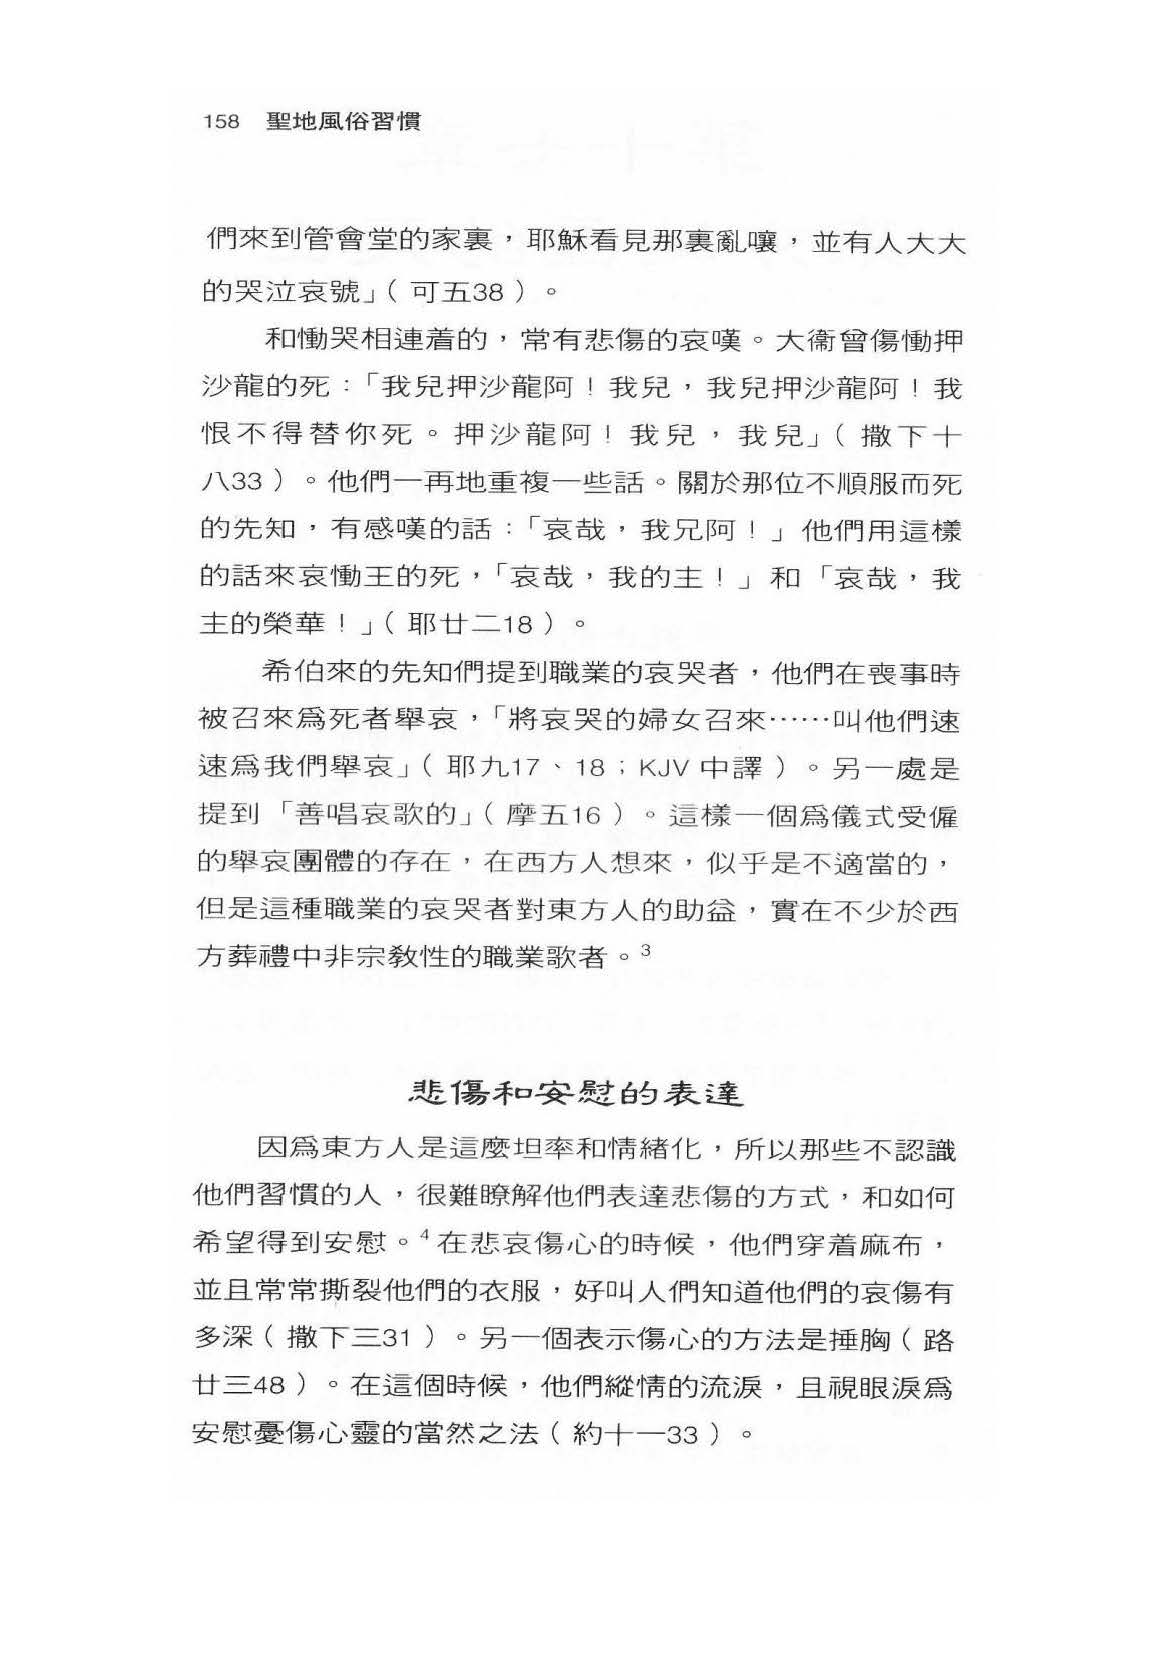 158 聖地風俗習慣
們來到管會堂的家裏，耶穌看見那裏亂嚷，並有人大大
的哭泣哀號」（可五38）。
和慟哭相連着的，常有悲傷的哀嘆。大衞曾傷慟押
沙龍的死：「我兒押沙龍阿！我兒，我兒押沙龍阿！我
恨不得替你死。押沙龍阿！我兒，我兒」（撒下十
八33）。他們一再地重複一些話。關於那位不順服而死
的先知，有感嘆的話：「哀哉，我兄阿！」他們用這樣
的話來哀慟王的死，「哀哉，我的主！」和「哀哉，我
主的榮華！」（耶廿二18）。
希伯來的先知們提到職業的哀哭者，他們在喪事時
被召來爲死者舉哀，「將哀哭的婦女召來……叫他們速
速爲我們舉哀」（耶九17、18；KJV中譯）。另一處是
提到「善唱哀歌的」（摩五16）。這樣一個爲儀式受僱
的舉哀團體的存在，在西方人想來，似乎是不適當的，
但是這種職業的哀哭者對東方人的助益，實在不少於西
方葬禮中非宗敎性的職業歌者。3
悲傷和安慰的表達
因爲東方人是這麼坦率和情緒化，所以那些不認識
他們習慣的人，很難瞭解他們表達悲傷的方式，和如何
希望得到安慰。4在悲哀傷心的時候，他們穿着麻布，
並且常常撕裂他們的衣服，好叫人們知道他們的哀傷有
多深（撒下三31）。另一個表示傷心的方法是捶胸（路
廿三48）。在這個時候，他們縱情的流淚，且視眼淚爲
安慰憂傷心靈的當然之法（約十一33）。